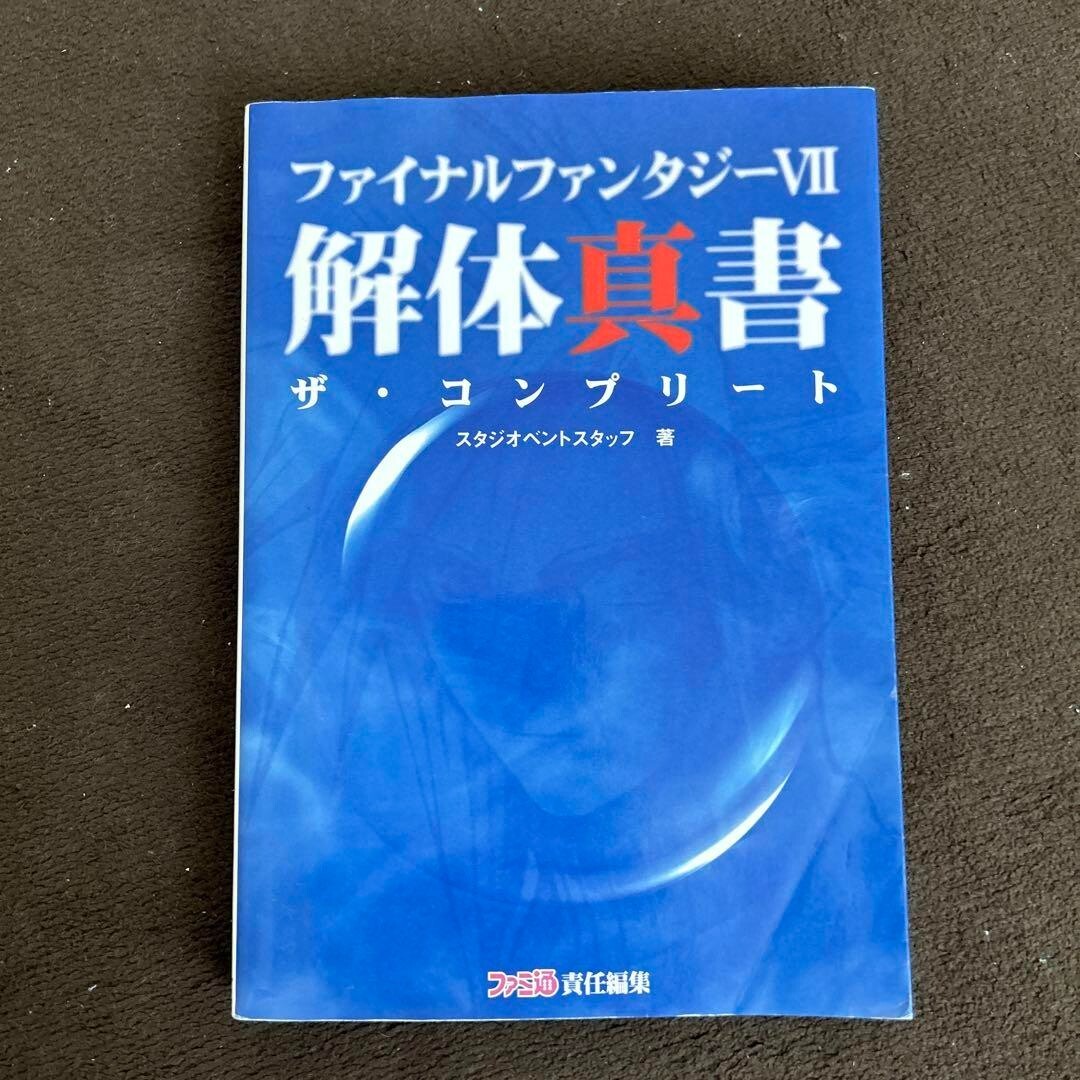 ファイナルファンタジーVII
解体真書
ザ・コンプリート
スタジオベントスタッフ 著
ファミ通 責任編集